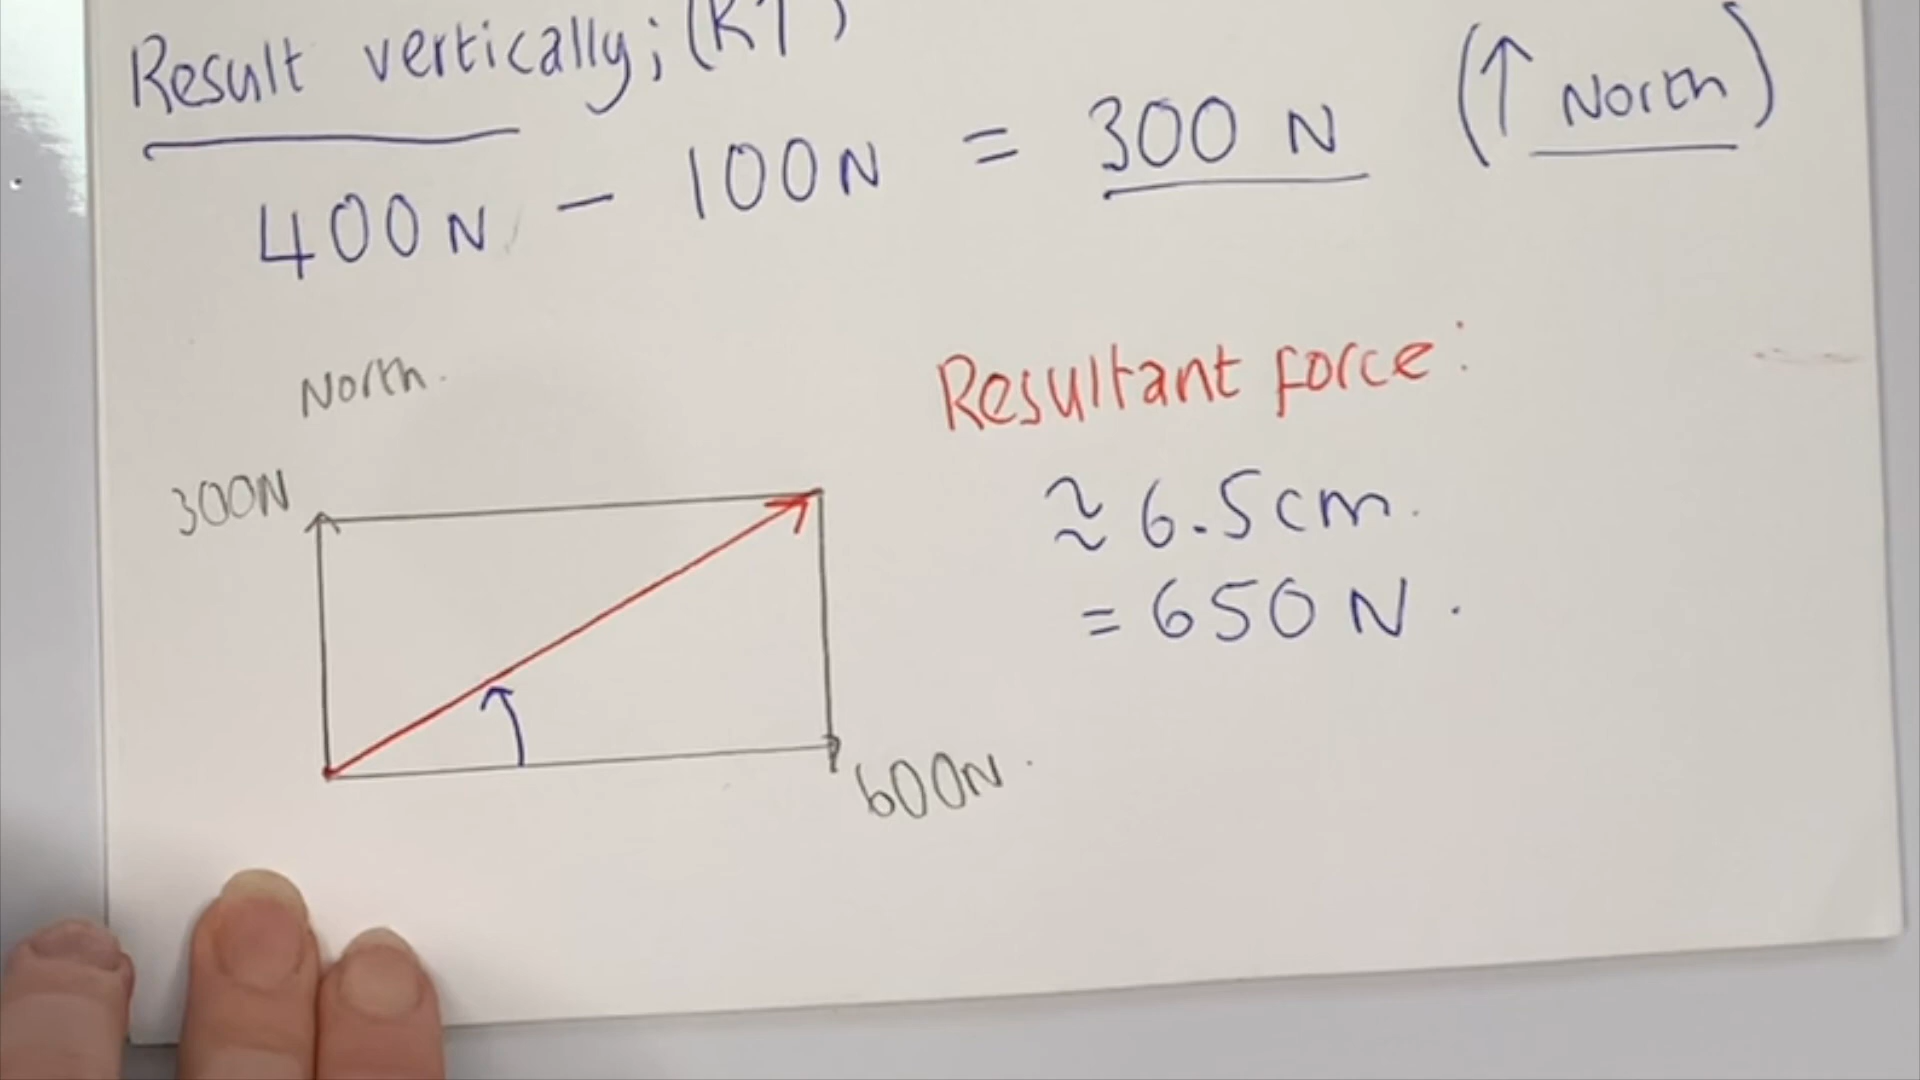 Result vertically; (R↑)
400N - 100N = 300 N (↑ North)
North.
Resultant force:
300N
≈ 6.5cm.
= 650 N.
600N.